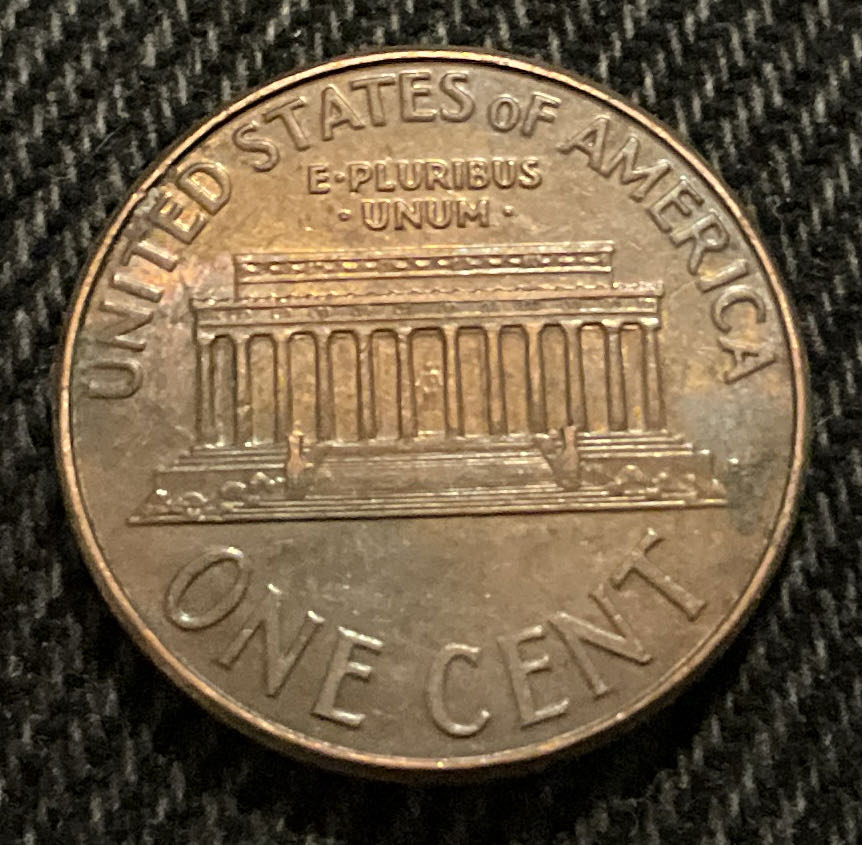 UNITED STATES OF AMERICA
E·PLURIBUS
·UNUM·
ONE CENT